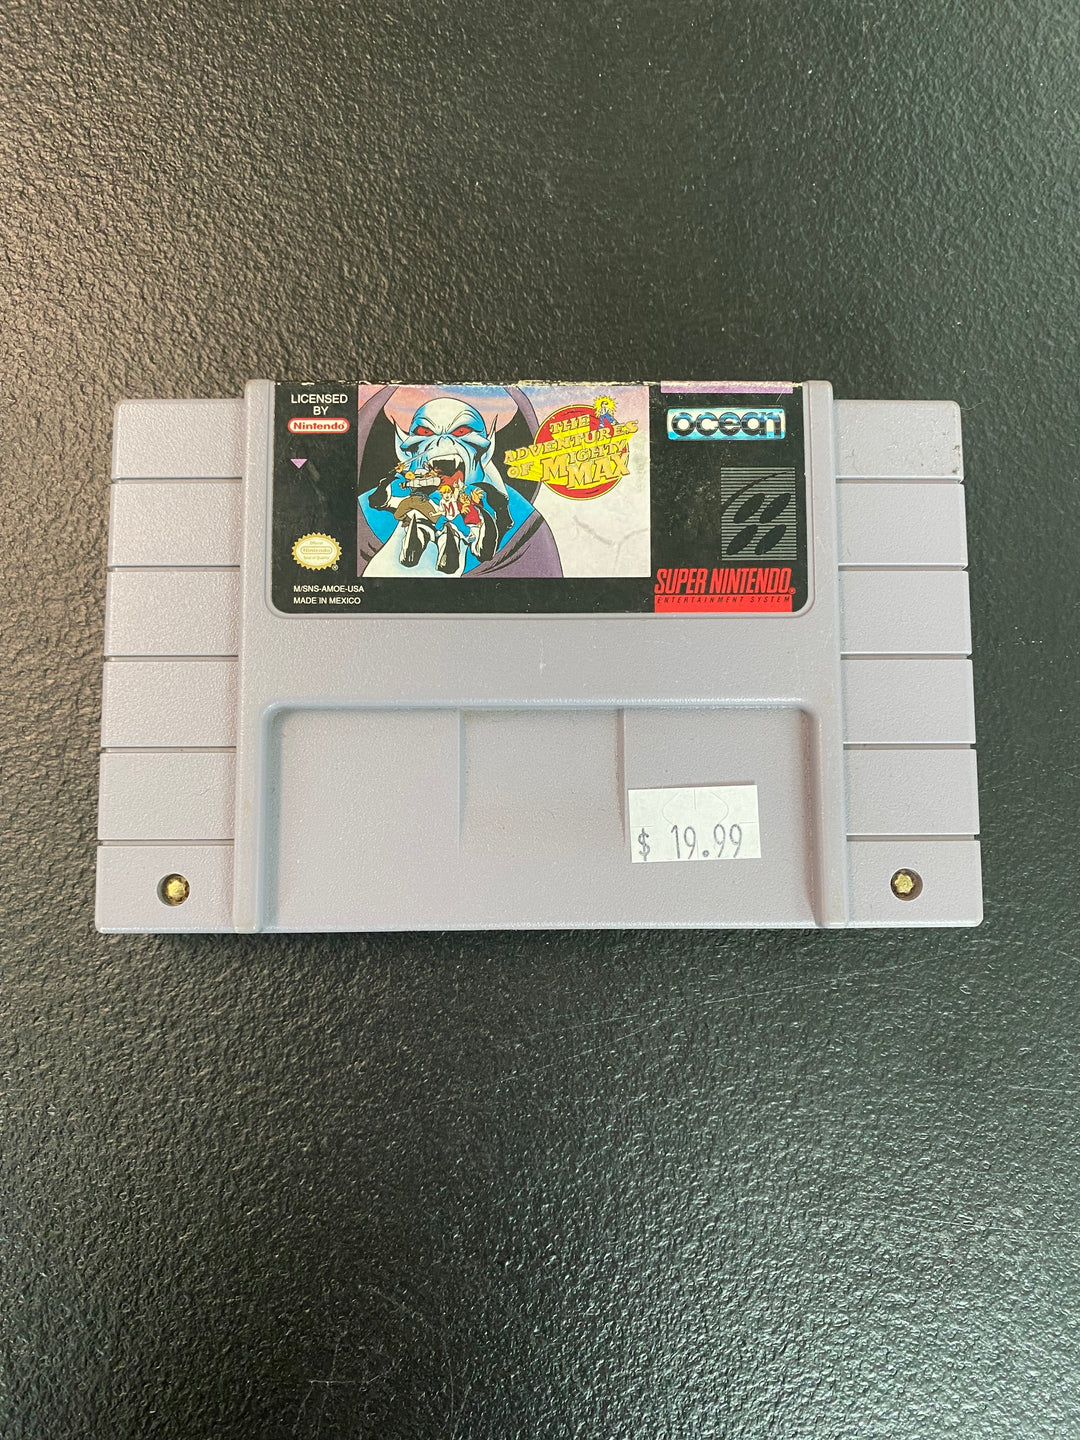 LICENSED
BY
Nintendo
THE
ADVENTURES
OF MIGHTY
MAX
ocean
Nintendo
M/SNS-AMOE-USA
MADE IN MEXICO
SUPER NINTENDO®
ENTERTAINMENT SYSTEM
$ 19.99